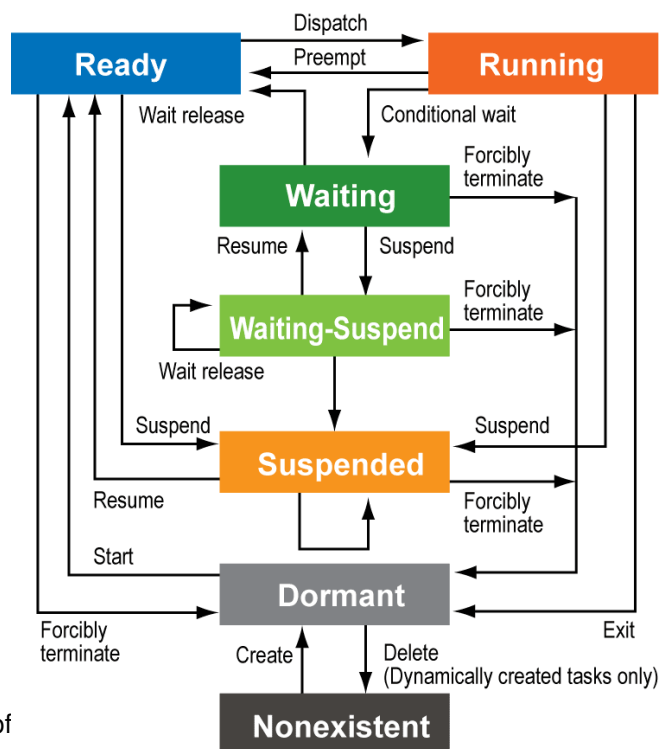 Dispatch
Ready
Preempt
Running
Wait release
Conditional wait
Forcibly
terminate
Waiting
Resume
Suspend
Forcibly
terminate
Waiting-Suspend
Wait release
Suspend
Suspend
Suspended
Resume
Forcibly
terminate
Start
Dormant
Forcibly
terminate
Exit
Create
Delete
(Dynamically created tasks only)
Nonexistent
of